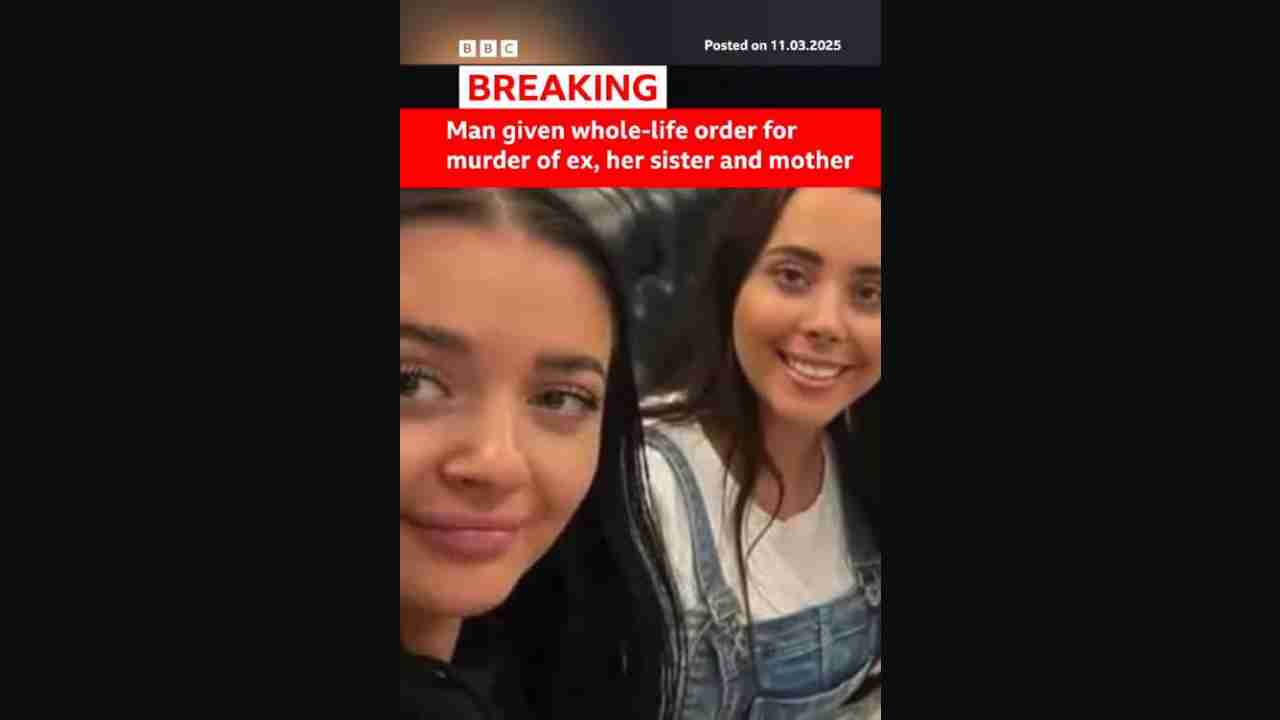 BBC
Posted on 11.03.2025
BREAKING
Man given whole-life order for
murder of ex, her sister and mother